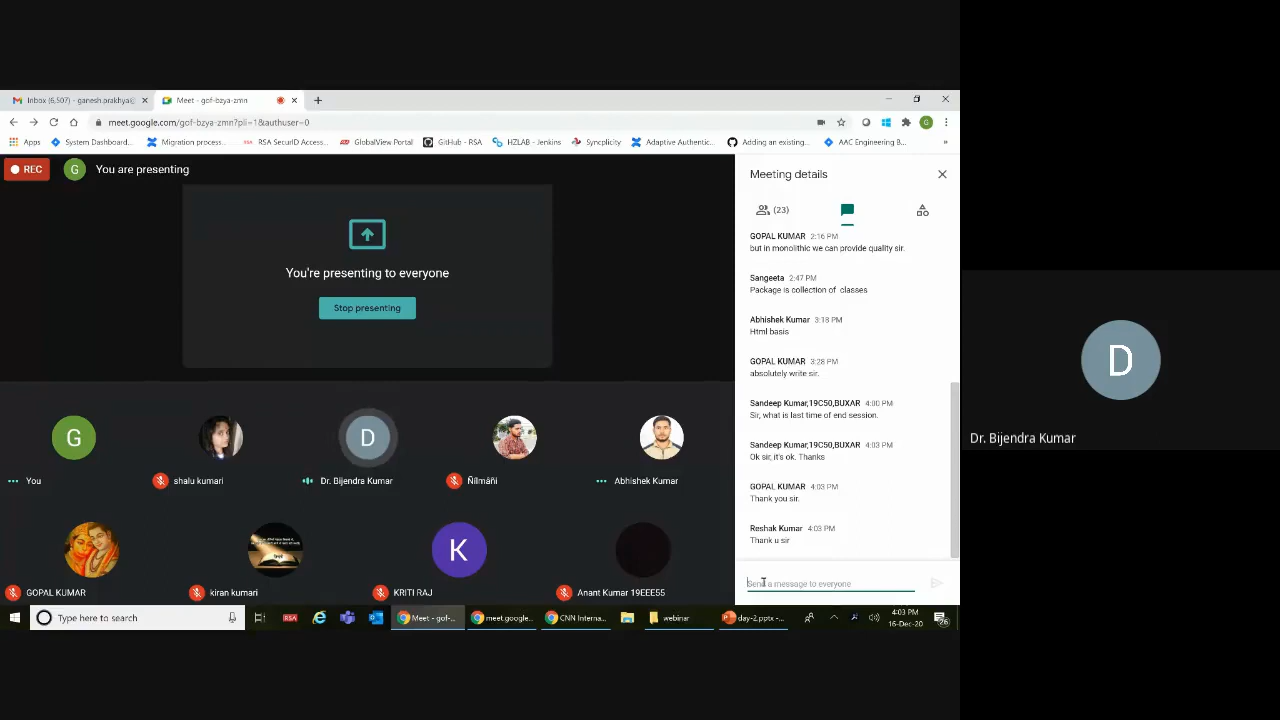 Inbox (6,507) - ganesh.prakhya@
Meet - gof-bzya-zmn
meet.google.com/gof-bzya-zmn?pli=1&authuser=0
G
Apps
System Dashboard...
Migration process...
RSA
RSA SecurID Access...
GlobalView Portal
GitHub - RSA
HZLAB - Jenkins
Syncplicity
Adaptive Authentic...
Adding an existing...
AAC Engineering B...
»
REC
G
You are presenting
You're presenting to everyone
Stop presenting
G
D
You
shalu kumari
Dr. Bijendra Kumar
Ñïlmâñi
Abhishek Kumar
K
GOPAL KUMAR
kiran kumari
KRITI RAJ
Anant Kumar 19EEE55
Meeting details
(23)
GOPAL KUMAR 2:16 PM
but in monolithic we can provide quality sir.
Sangeeta 2:47 PM
Package is collection of classes
Abhishek Kumar 3:18 PM
Html basis
GOPAL KUMAR 3:28 PM
absolutely write sir.
Sandeep Kumar,19C50,BUXAR 4:00 PM
Sir, what is last time of end session.
Sandeep Kumar,19C50,BUXAR 4:03 PM
Ok sir, it's ok. Thanks
GOPAL KUMAR 4:03 PM
Thank you sir.
Reshak Kumar 4:03 PM
Thank u sir
Send a message to everyone
D
Dr. Bijendra Kumar
Type here to search
RSA
Meet - gof-...
meet.google...
CNN Interna...
webinar
day-2.pptx -...
4:03 PM
16-Dec-20
26